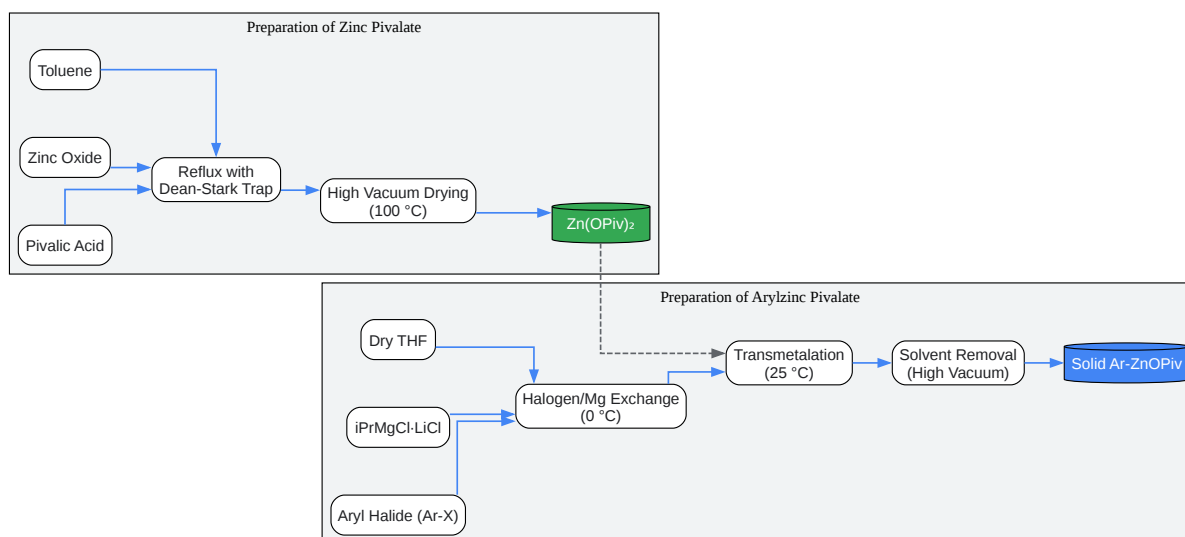 Preparation of Zinc Pivalate
Toluene
Zinc Oxide
Pivalic Acid
Reflux with
Dean-Stark Trap
High Vacuum Drying
(100 °C)
Zn(OPiv)₂
Preparation of Arylzinc Pivalate
Dry THF
iPrMgCl·LiCl
Aryl Halide (Ar-X)
Halogen/Mg Exchange
(0 °C)
Transmetalation
(25 °C)
Solvent Removal
(High Vacuum)
Solid Ar-ZnOPiv